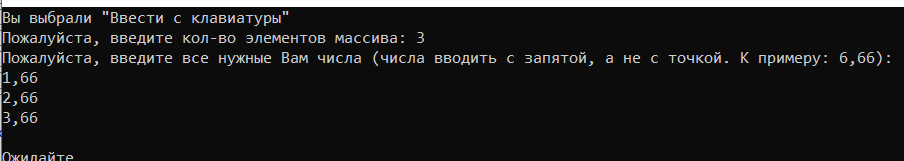 Вы выбрали "Ввести с клавиатуры"
Пожалуйста, введите кол-во элементов массива: 3
Пожалуйста, введите все нужные Вам числа (числа вводить с запятой, а не с точкой. К примеру: 6,66):
1,66
2,66
3,66
Ожидайте